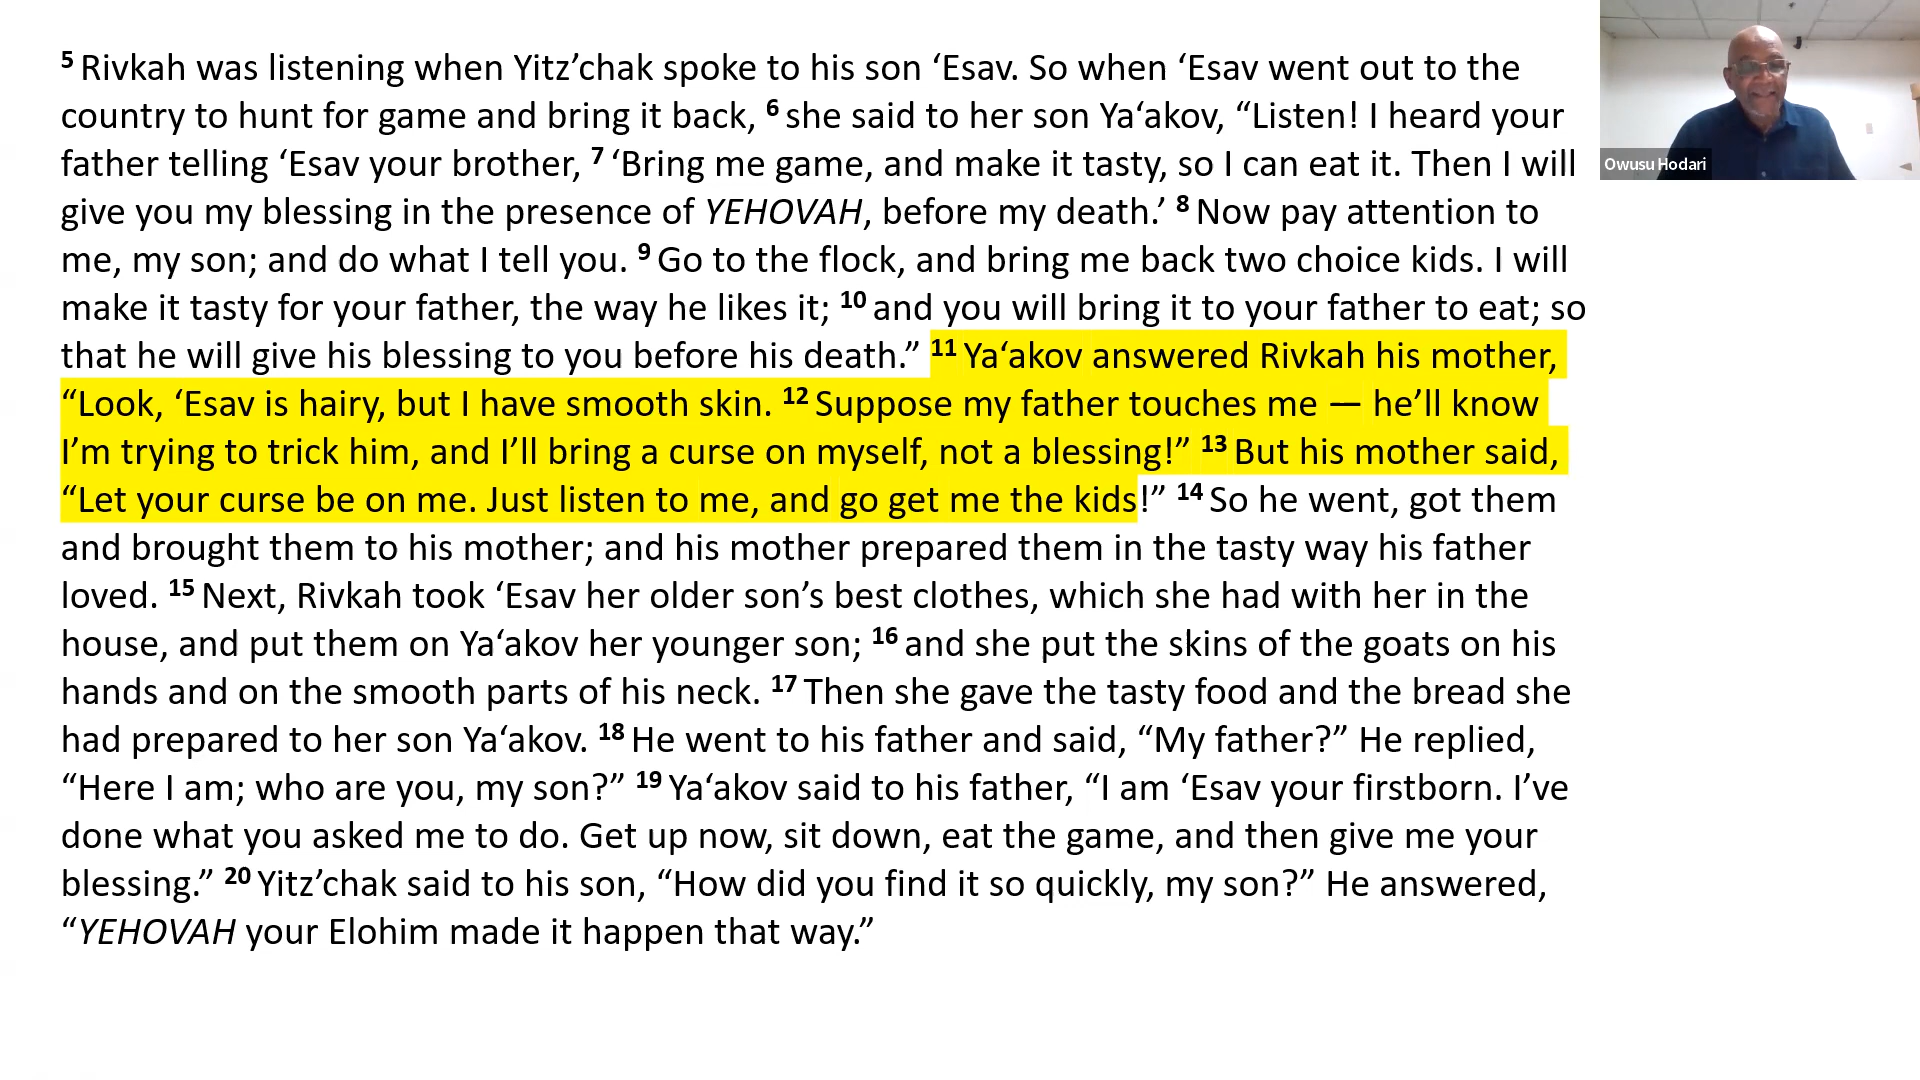 5 Rivkah was listening when Yitz’chak spoke to his son ‘Esav. So when ‘Esav went out to the
country to hunt for game and bring it back, 6 she said to her son Ya‘akov, “Listen! I heard your
father telling ‘Esav your brother, 7 ‘Bring me game, and make it tasty, so I can eat it. Then I will
give you my blessing in the presence of YEHOVAH, before my death.’ 8 Now pay attention to
me, my son; and do what I tell you. 9 Go to the flock, and bring me back two choice kids. I will
make it tasty for your father, the way he likes it; 10 and you will bring it to your father to eat; so
that he will give his blessing to you before his death.” 11 Ya‘akov answered Rivkah his mother,
“Look, ‘Esav is hairy, but I have smooth skin. 12 Suppose my father touches me — he’ll know
I’m trying to trick him, and I’ll bring a curse on myself, not a blessing!” 13 But his mother said,
“Let your curse be on me. Just listen to me, and go get me the kids!” 14 So he went, got them
and brought them to his mother; and his mother prepared them in the tasty way his father
loved. 15 Next, Rivkah took ‘Esav her older son’s best clothes, which she had with her in the
house, and put them on Ya‘akov her younger son; 16 and she put the skins of the goats on his
hands and on the smooth parts of his neck. 17 Then she gave the tasty food and the bread she
had prepared to her son Ya‘akov. 18 He went to his father and said, “My father?” He replied,
“Here I am; who are you, my son?” 19 Ya‘akov said to his father, “I am ‘Esav your firstborn. I’ve
done what you asked me to do. Get up now, sit down, eat the game, and then give me your
blessing.” 20 Yitz’chak said to his son, “How did you find it so quickly, my son?” He answered,
“YEHOVAH your Elohim made it happen that way.”
Owusu Hodari